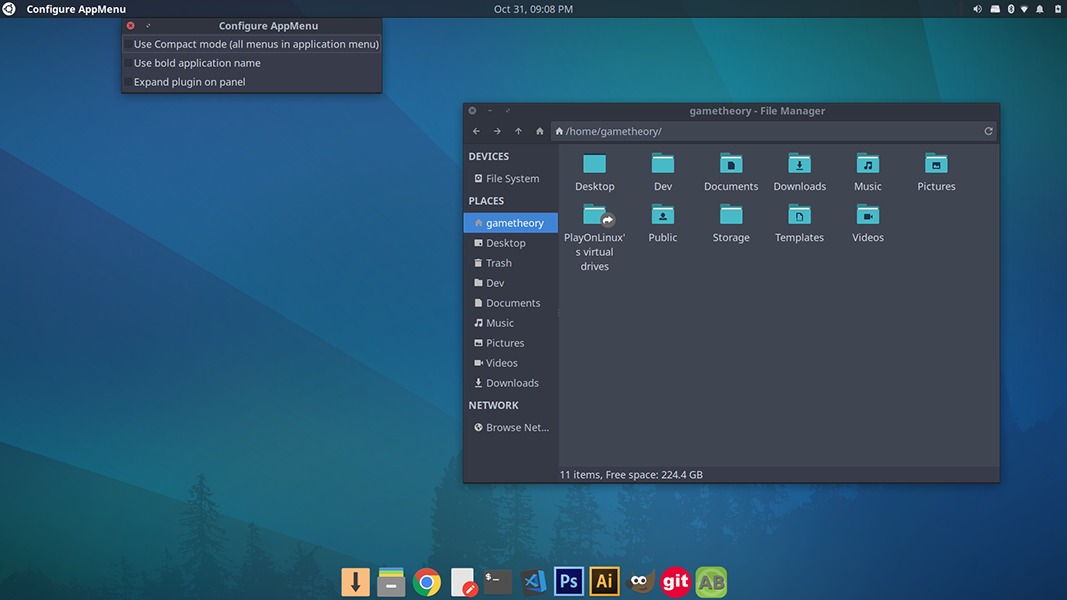 Configure AppMenu
Oct 31, 09:08 PM
Configure AppMenu
Use Compact mode (all menus in application menu)
Use bold application name
Expand plugin on panel
gametheory - File Manager
/home/gametheory/
DEVICES
File System
PLACES
gametheory
Desktop
Trash
Dev
Documents
Music
Pictures
Videos
Downloads
NETWORK
Browse Net...
Desktop
Dev
Documents
Downloads
Music
Pictures
PlayOnLinux'
s virtual
drives
Public
Storage
Templates
Videos
11 items, Free space: 224.4 GB
$-
Ps
Ai
git
AB